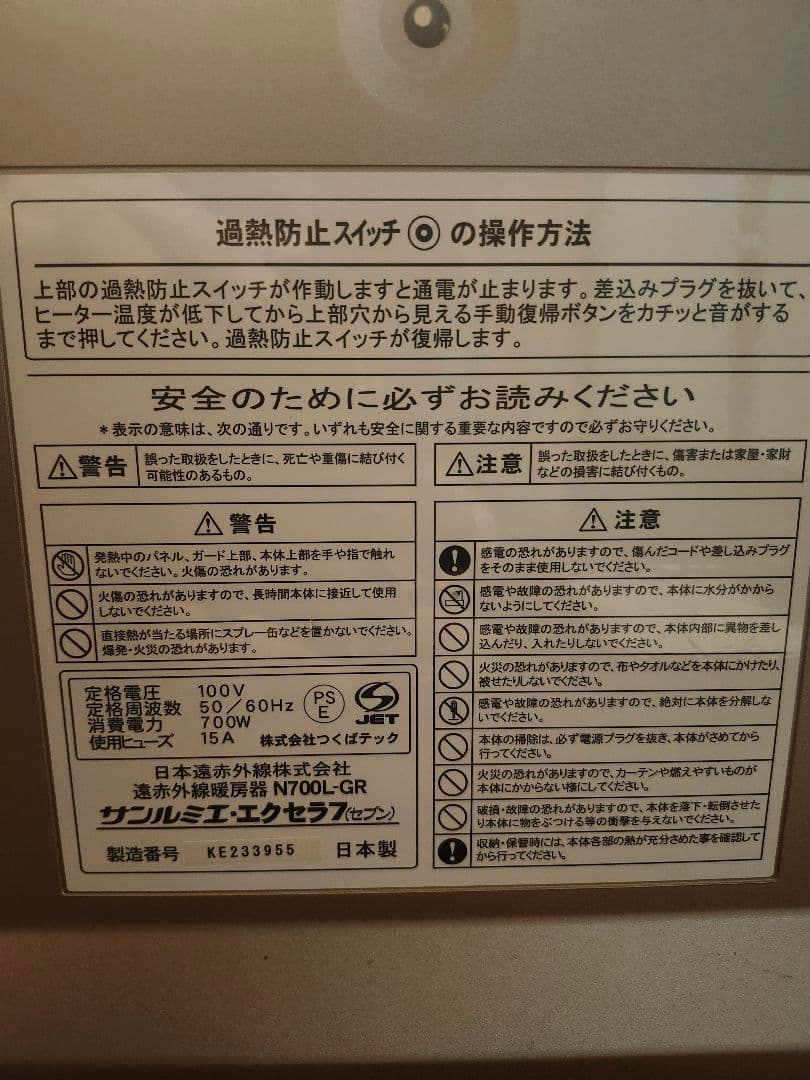 過熱防止スイッチ◎の操作方法
上部の過熱防止スイッチが作動しますと通電が止まります。差込みプラグを抜いて、
ヒーター温度が低下してから上部穴から見える手動復帰ボタンをカチッと音がする
まで押してください。過熱防止スイッチが復帰します。
安全のために必ずお読みください
*表示の意味は、次の通りです。いずれも安全に関する重要な内容ですので必ずお守りください。
⚠警告
誤った取扱をしたときに、死亡や重傷に結び付く
可能性のあるもの。
⚠注意
誤った取扱をしたときに、傷害または家屋・家財
などの損害に結び付くもの。
⚠警告
発熱中のパネル、ガード上部、本体上部を手や指で触れ
ないでください。火傷の恐れがあります。
火傷の恐れがありますので、長時間本体に接近して使用
しないでください。
直接熱が当たる場所にスプレー缶などを置かないでください。
爆発・火災の恐れがあります。
定格電圧 100V
定格周波数 50/60Hz
消費電力 700W
使用ヒューズ 15A
PS
E
JET
株式会社つくばテック
日本遠赤外線株式会社
遠赤外線暖房器 N700L-GR
サンルミエ・エクセラ7(セブン)
製造番号 KE233955 日本製
⚠注意
感電の恐れがありますので、傷んだコードや差し込みプラグ
をそのまま使用しないでください。
感電や故障の恐れがありますので、本体に水分がかから
ないようにしてください。
感電や故障の恐れがありますので、本体内部に異物を差し
込んだり、入れたりしないでください。
火災の恐れがありますので、布やタオルなどを本体にかけたり、
被せたりしないでください。
感電や故障の恐れがありますので、絶対に本体を分解しな
いでください。
本体の掃除は、必ず電源プラグを抜き、本体がさめてから
行ってください。
火災の恐れがありますので、カーテンや燃えやすいものが
本体にかからない様にしてください。
破損・故障の恐れがありますので、本体を落下・転倒させた
り本体に物をぶつける等の衝撃を与えないでください。
収納・保管時には、本体各部の熱が充分さめた事を確認して
から行ってください。